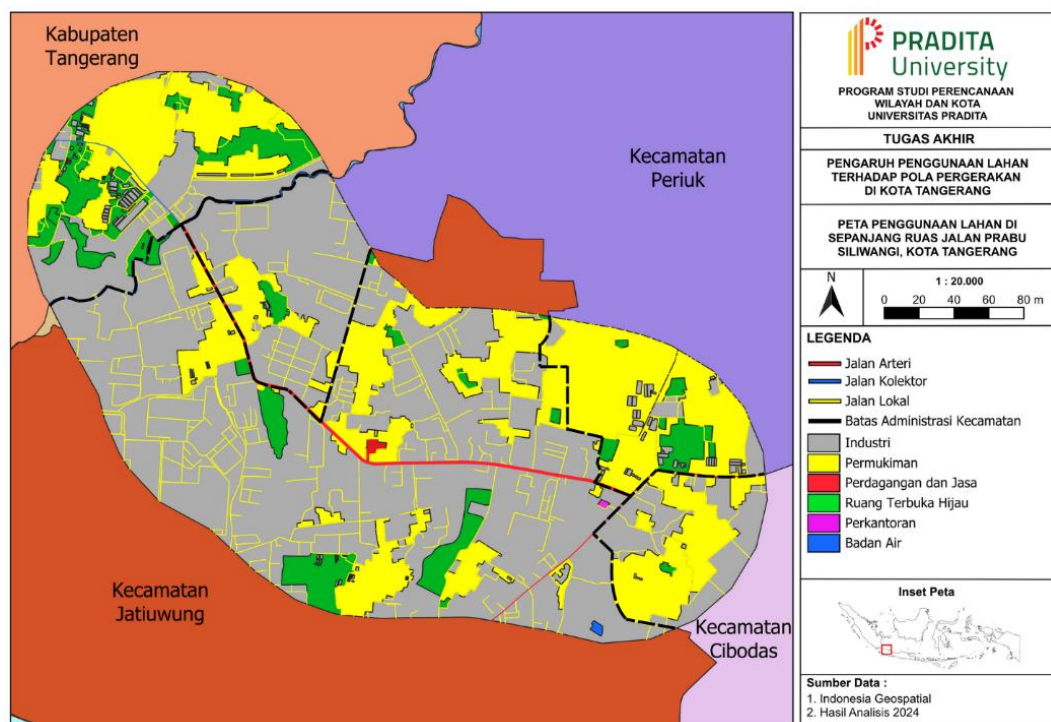 Kabupaten
Tangerang
Kecamatan
Periuk
Kecamatan
Jatiuwung
Kecamatan
Cibodas
PRADITA
University
PROGRAM STUDI PERENCANAAN
WILAYAH DAN KOTA
UNIVERSITAS PRADITA
TUGAS AKHIR
PENGARUH PENGGUNAAN LAHAN
TERHADAP POLA PERGERAKAN
DI KOTA TANGERANG
PETA PENGGUNAAN LAHAN DI
SEPANJANG RUAS JALAN PRABU
SILIWANGI, KOTA TANGERANG
N
1 : 20.000
0 20 40 60 80 m
LEGENDA
Jalan Arteri
Jalan Kolektor
Jalan Lokal
Batas Administrasi Kecamatan
Industri
Permukiman
Perdagangan dan Jasa
Ruang Terbuka Hijau
Perkantoran
Badan Air
Inset Peta
Sumber Data :
1. Indonesia Geospatial
2. Hasil Analisis 2024